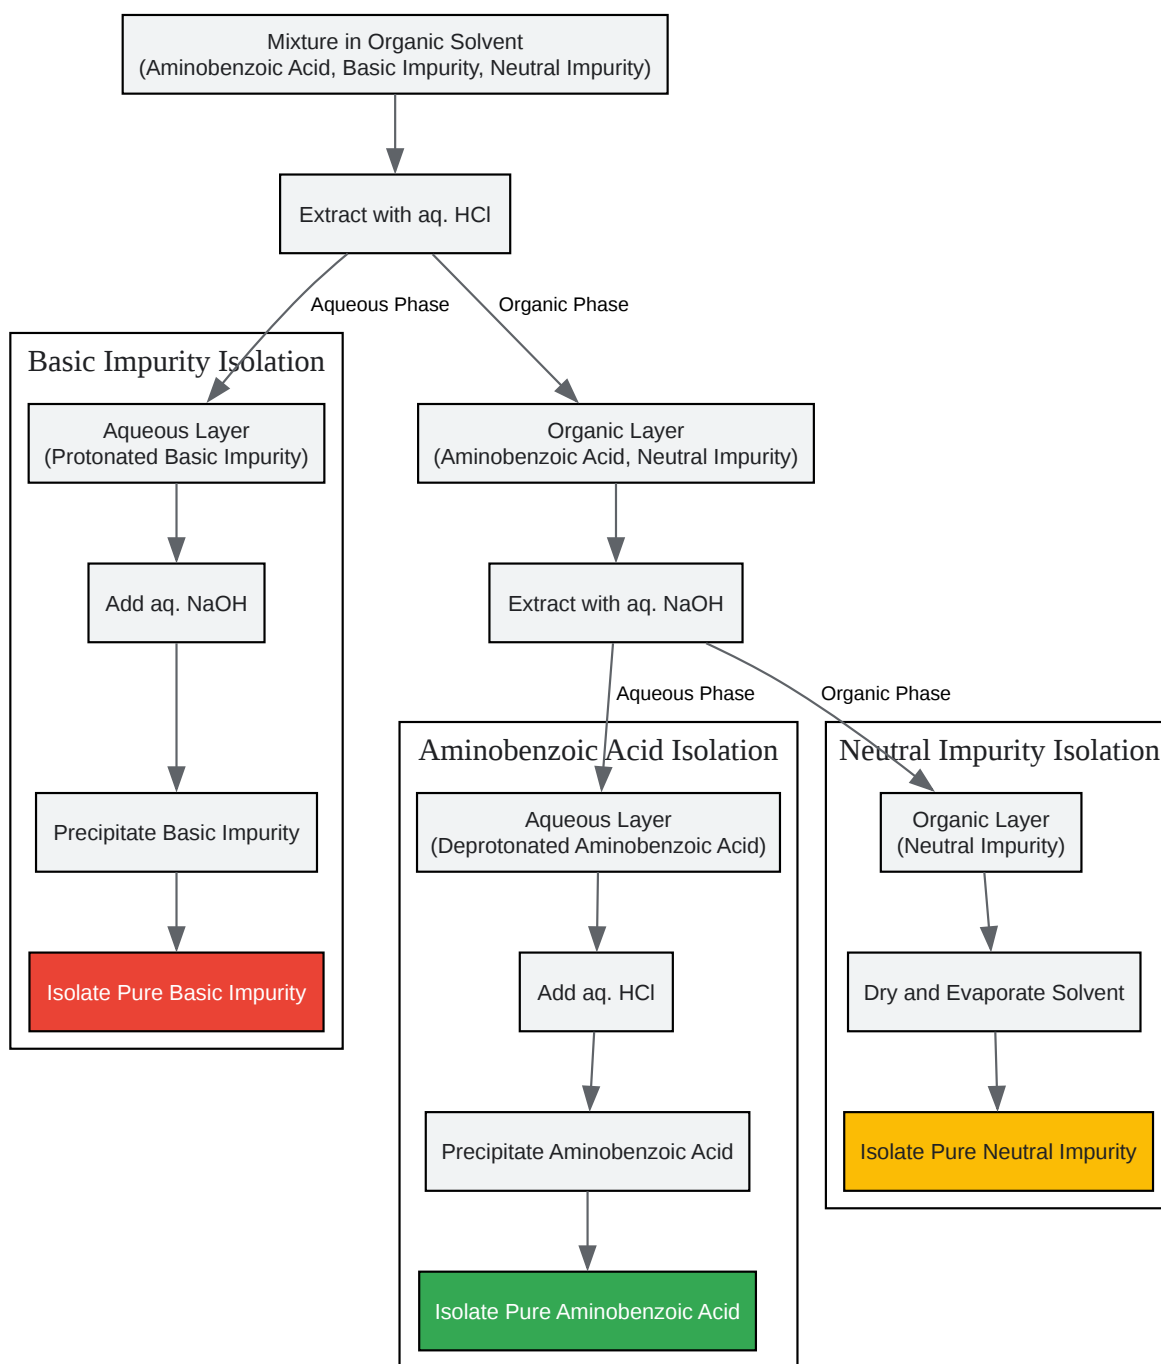 Mixture in Organic Solvent
(Aminobenzoic Acid, Basic Impurity, Neutral Impurity)
Extract with aq. HCl
Aqueous Phase
Organic Phase
Basic Impurity Isolation
Aqueous Layer
(Protonated Basic Impurity)
Add aq. NaOH
Precipitate Basic Impurity
Isolate Pure Basic Impurity
Organic Layer
(Aminobenzoic Acid, Neutral Impurity)
Extract with aq. NaOH
Aqueous Phase
Organic Phase
Aminobenzoic Acid Isolation
Aqueous Layer
(Deprotonated Aminobenzoic Acid)
Add aq. HCl
Precipitate Aminobenzoic Acid
Isolate Pure Aminobenzoic Acid
Neutral Impurity Isolation
Organic Layer
(Neutral Impurity)
Dry and Evaporate Solvent
Isolate Pure Neutral Impurity